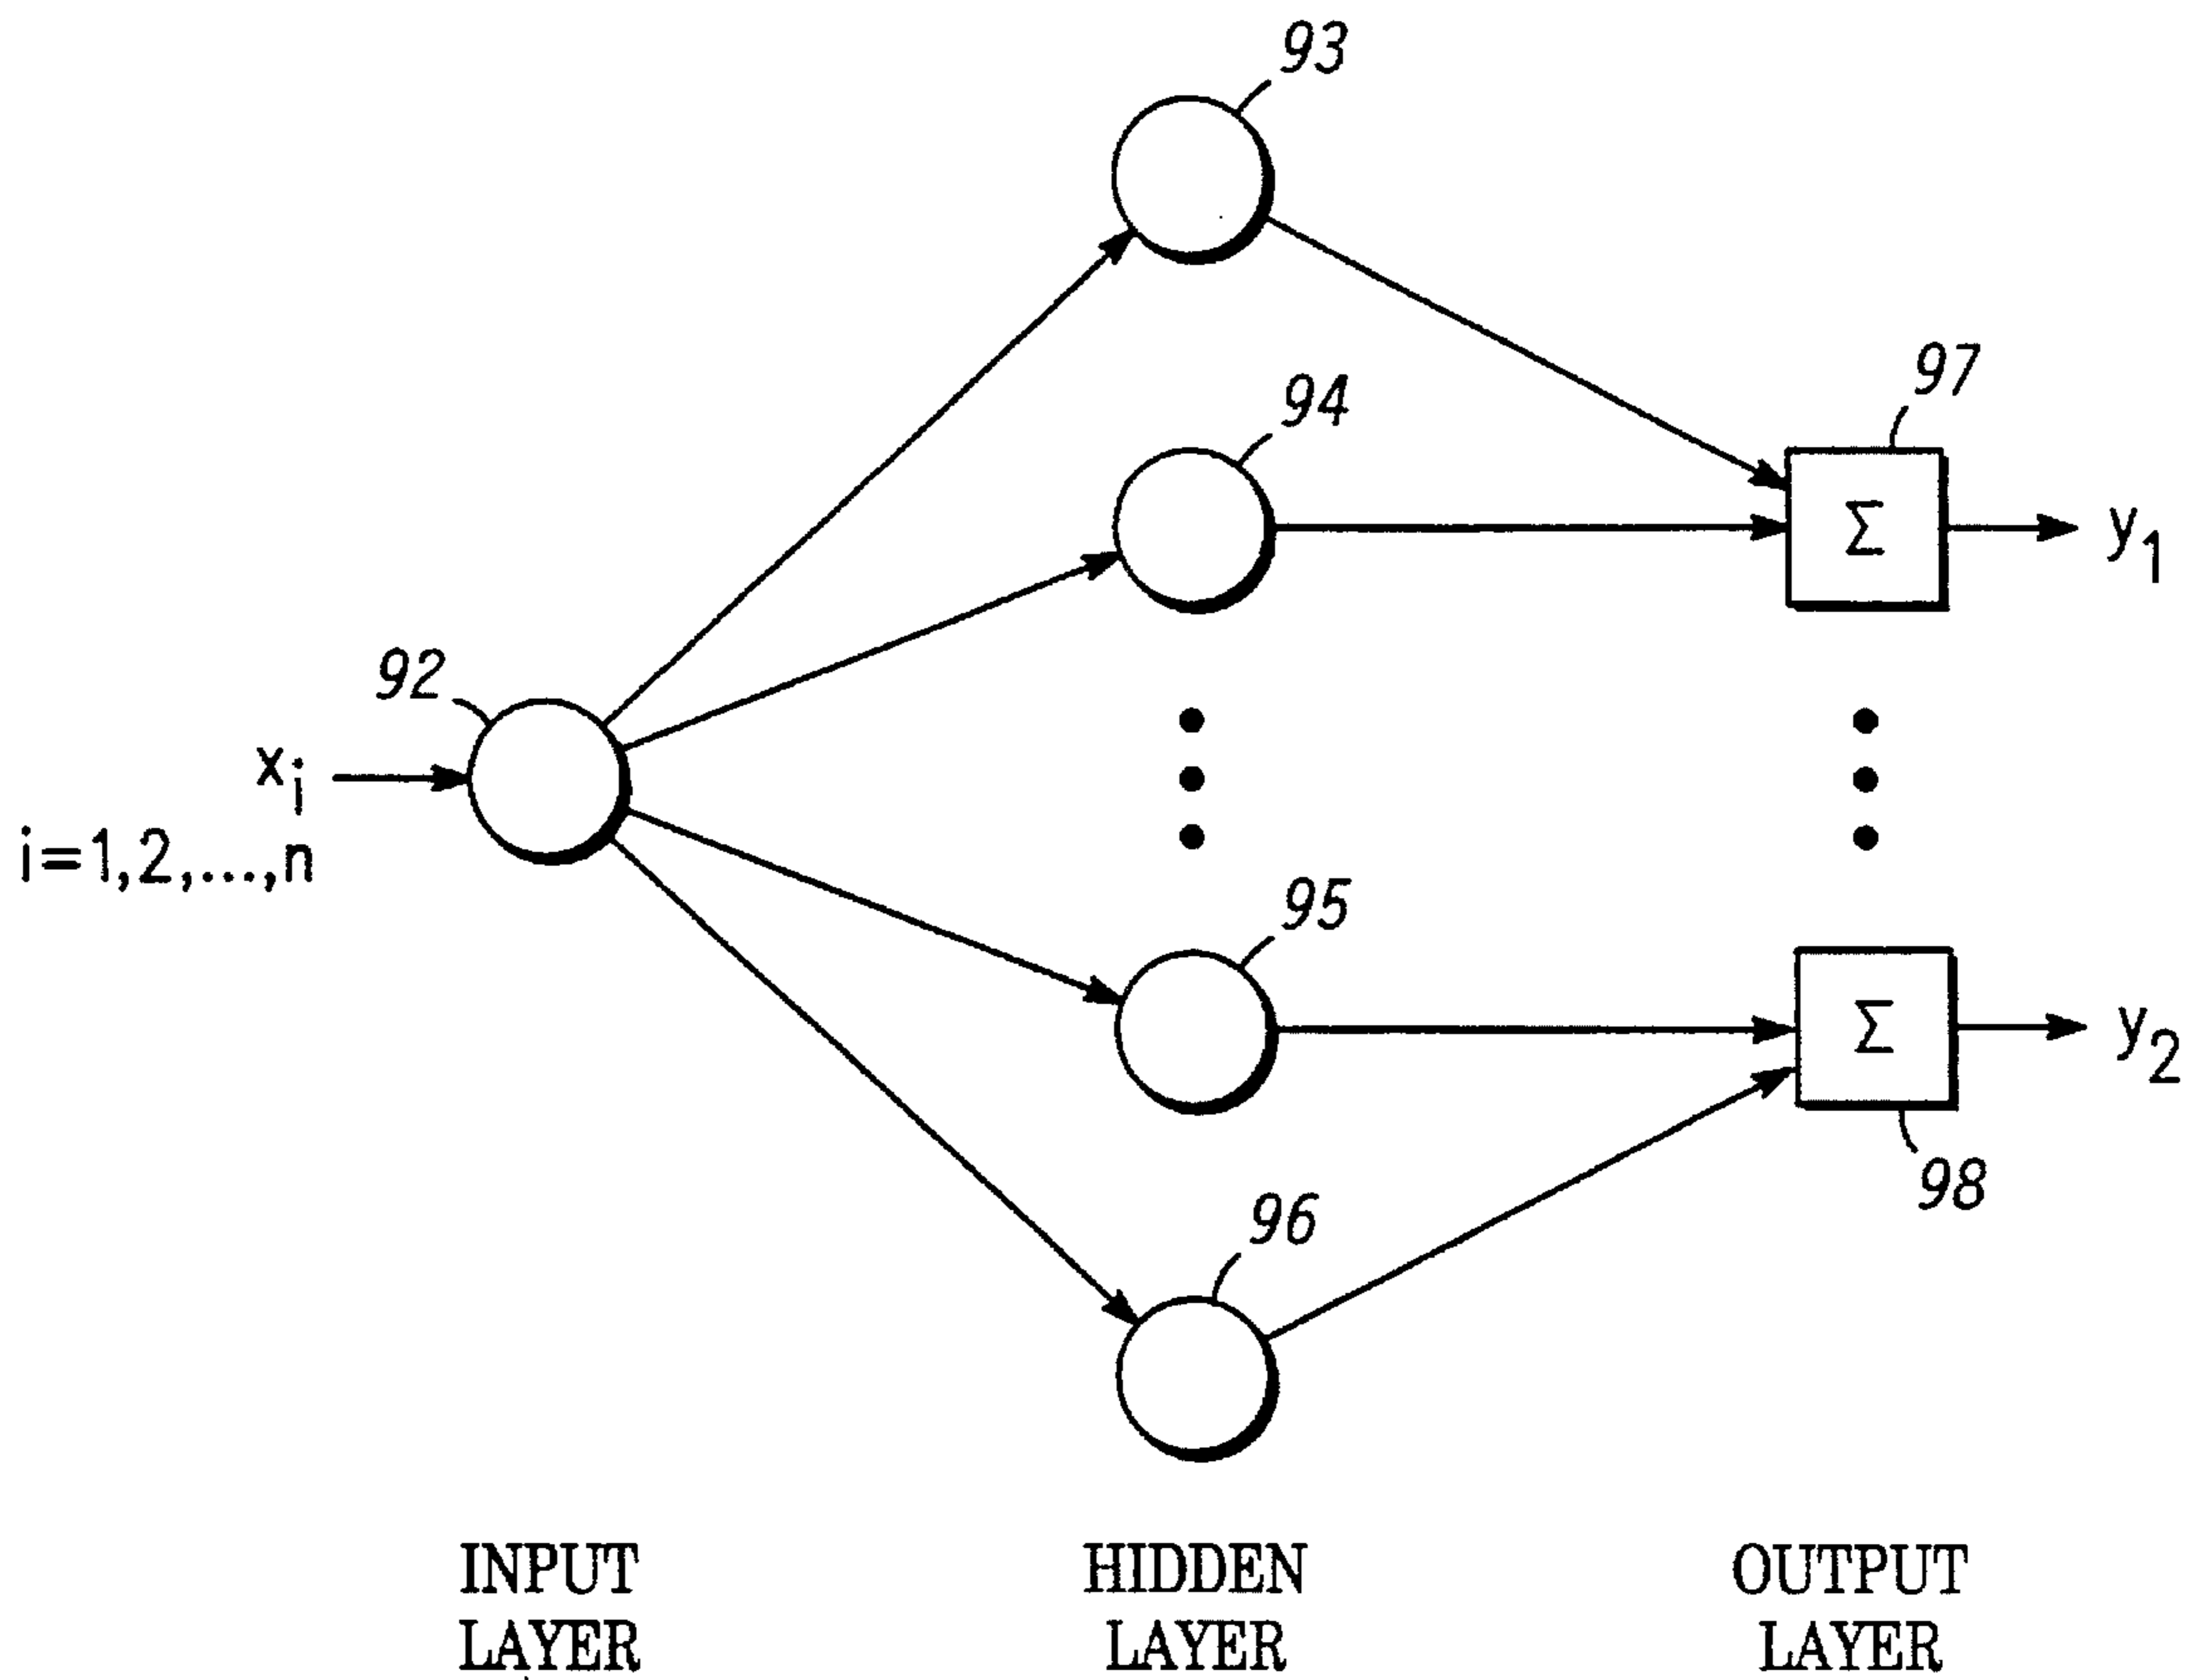 93
94
97
Σ
y1
92
xi
i=1,2,...,n
95
Σ
y2
98
96
INPUT
LAYER
HIDDEN
LAYER
OUTPUT
LAYER